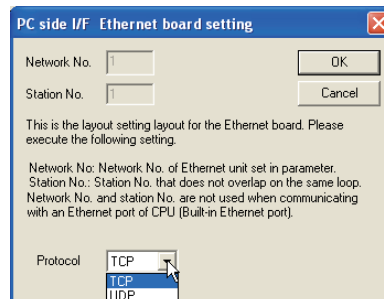 PC side I/F Ethernet board setting
Network No. 1
OK
Station No. 1
Cancel
This is the layout setting layout for the Ethernet board. Please
execute the following setting.
Network No: Network No. of Ethernet unit set in parameter.
Station No.: Station No. that does not overlap on the same loop.
Network No. and station No. are not used when communicating
with an Ethernet port of CPU (Built-in Ethernet port).
Protocol TCP
TCP
UDP